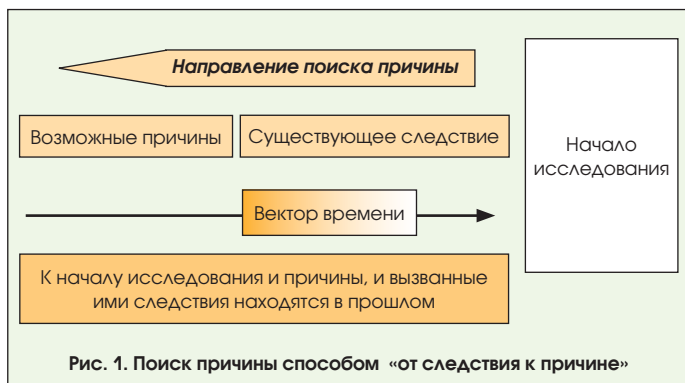 Направление поиска причины
Возможные причины
Существующее следствие
Начало
исследования
Вектор времени
К началу исследования и причины, и вызванные
ими следствия находятся в прошлом
Рис. 1. Поиск причины способом «от следствия к причине»